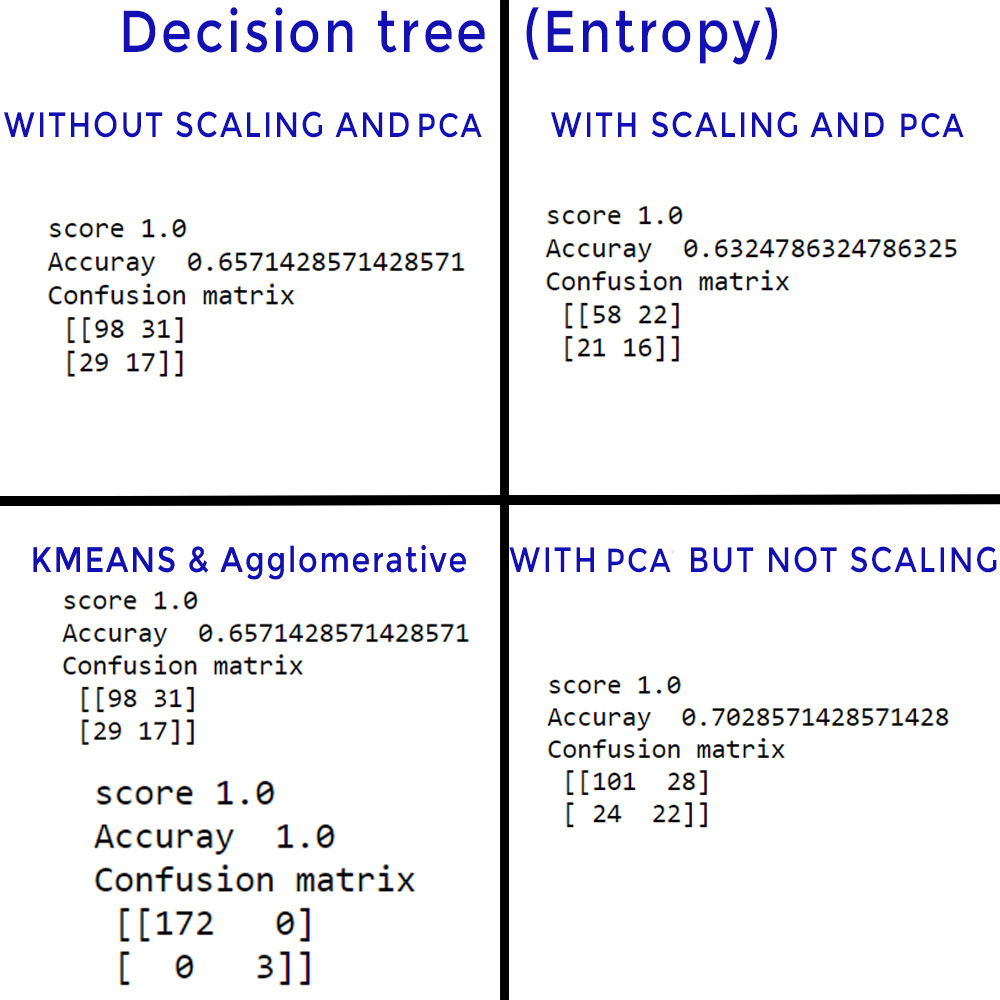 Decision tree (Entropy)
WITHOUT SCALING AND PCA
score 1.0
Accuray  0.6571428571428571
Confusion matrix
[[98 31]
[29 17]]
WITH SCALING AND PCA
score 1.0
Accuray  0.6324786324786325
Confusion matrix
[[58 22]
[21 16]]
KMEANS & Agglomerative
score 1.0
Accuray  0.6571428571428571
Confusion matrix
[[98 31]
[29 17]]
score 1.0
Accuray  1.0
Confusion matrix
[[172   0]
[  0   3]]
WITH PCA BUT NOT SCALING
score 1.0
Accuray  0.7028571428571428
Confusion matrix
[[101  28]
[ 24  22]]